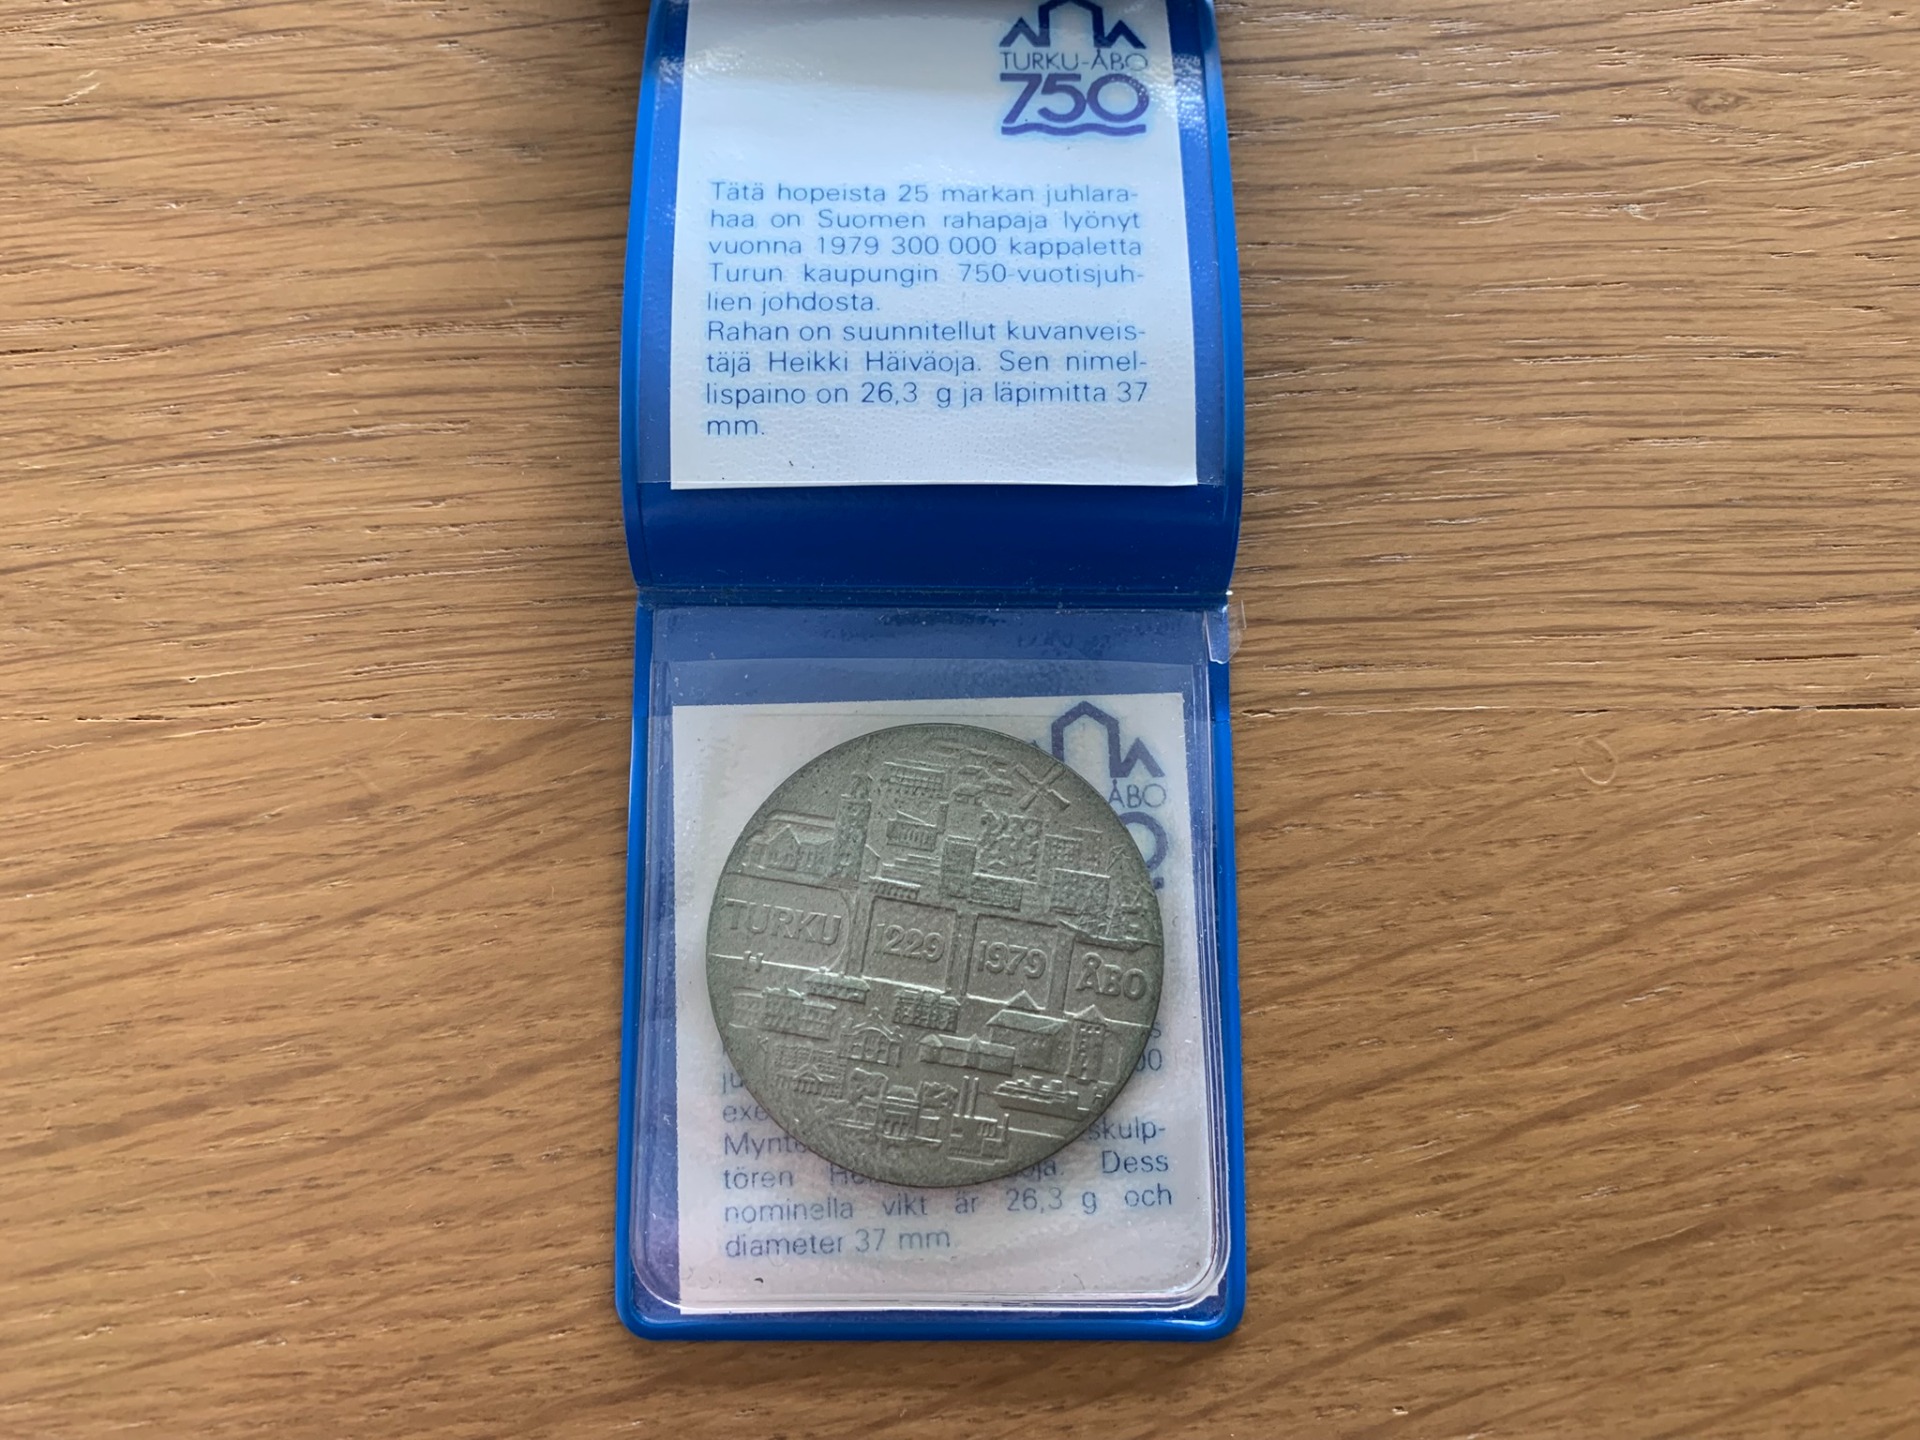 TURKU-ÅBO
750
Tätä hopeista 25 markan juhlara-
haa on Suomen rahapaja lyönyt
vuonna 1979 300 000 kappaletta
Turun kaupungin 750-vuotisjuh-
lien johdosta.
Rahan on suunnitellut kuvanveis-
täjä Heikki Häiväoja. Sen nimel-
lispaino on 26,3 g ja läpimitta 37
mm.
ÅBO
TURKU 1229 1979 ÅBO
skulp-
tören Dess
nominella vikt är 26,3 g och
diameter 37 mm